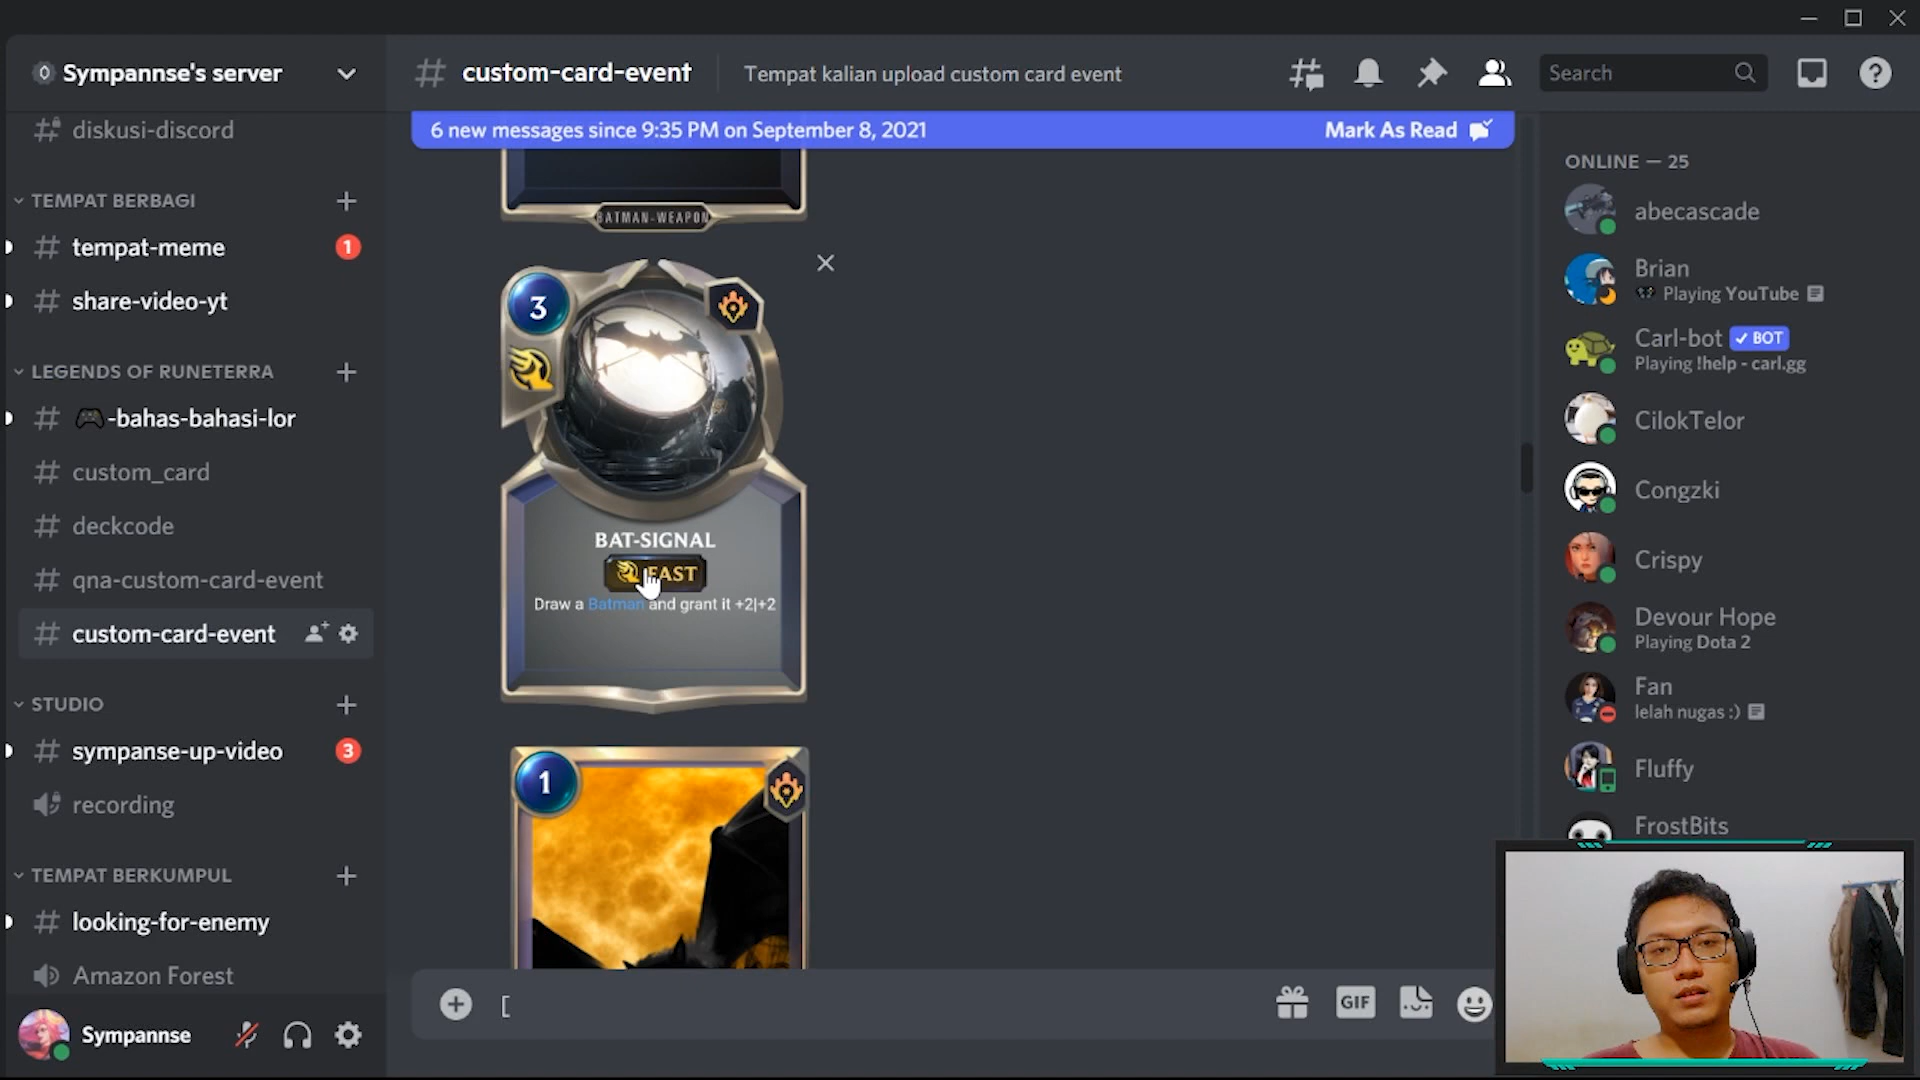 Sympannse's server
# custom-card-event
Tempat kalian upload custom card event
Search
6 new messages since 9:35 PM on September 8, 2021
Mark As Read
diskusi-discord
TEMPAT BERBAGI
# tempat-meme
1
# share-video-yt
LEGENDS OF RUNETERRA
# -bahas-bahasi-lor
# custom_card
# deckcode
# qna-custom-card-event
# custom-card-event
STUDIO
# sympanse-up-video
3
recording
TEMPAT BERKUMPUL
# looking-for-enemy
Amazon Forest
Sympannse
BATMAN-WEAPON
3
BAT-SIGNAL
FAST
Draw a Batman and grant it +2|+2
1
[
GIF
ONLINE — 25
abecascade
Brian
Playing YouTube
Carl-bot
BOT
Playing !help - carl.gg
CilokTelor
Congzki
Crispy
Devour Hope
Playing Dota 2
Fan
lelah nugas :)
Fluffy
FrostBits